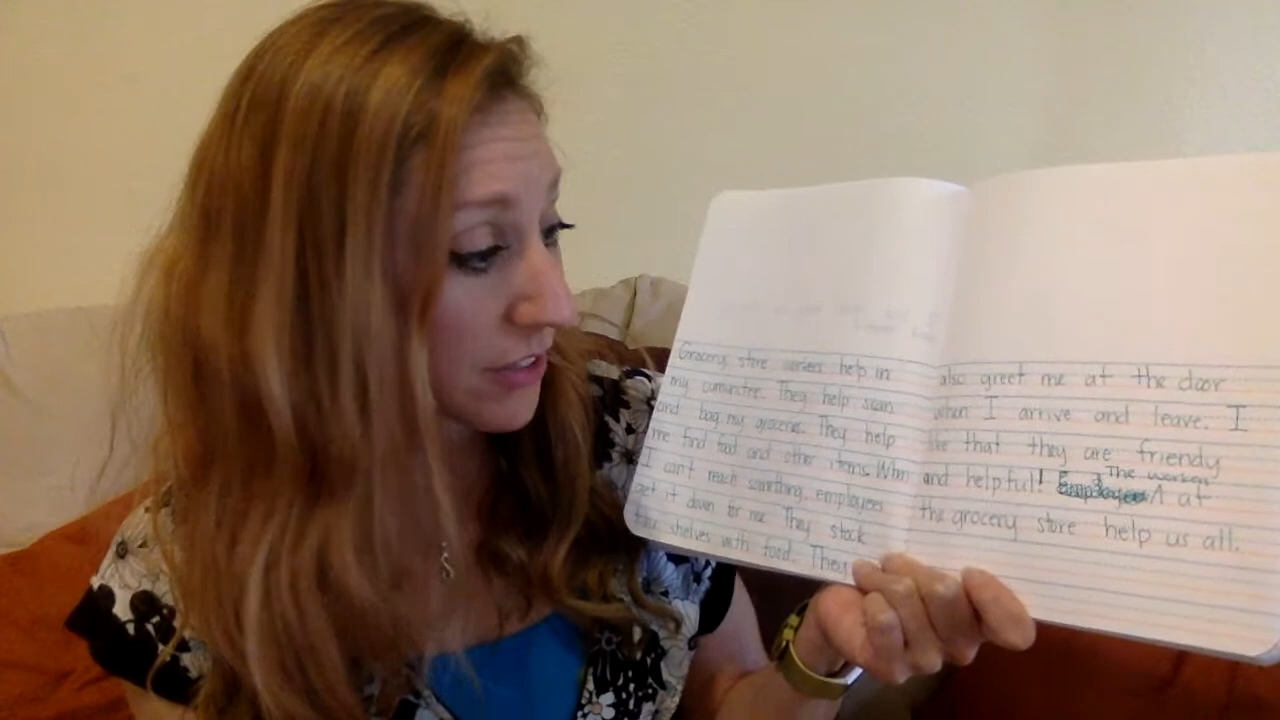 Grocery store workers help in
my community. They help scan
and bag my groceries. They help
me find food and other items. When
I can't reach something, employees
get it down for me. They stock
the shelves with food. They
also greet me at the door
when I arrive and leave. I
like that they are friendly
and helpful! The workers at
the grocery store help us all.